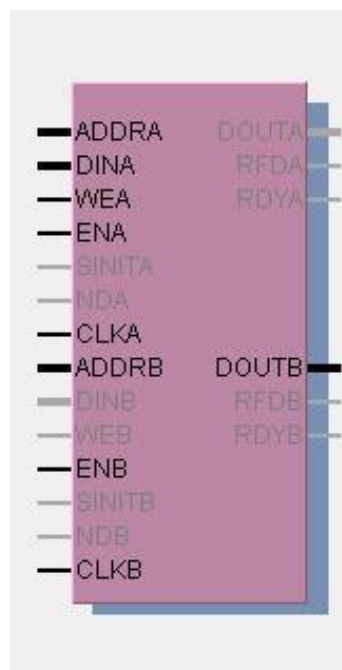 ADDRA DOUTA
DINA RFDA
WEA RDYA
ENA
SINITA
NDA
CLKA
ADDRB DOUTB
DINB RFDB
WEB RDYB
ENB
SINITB
NDB
CLKB